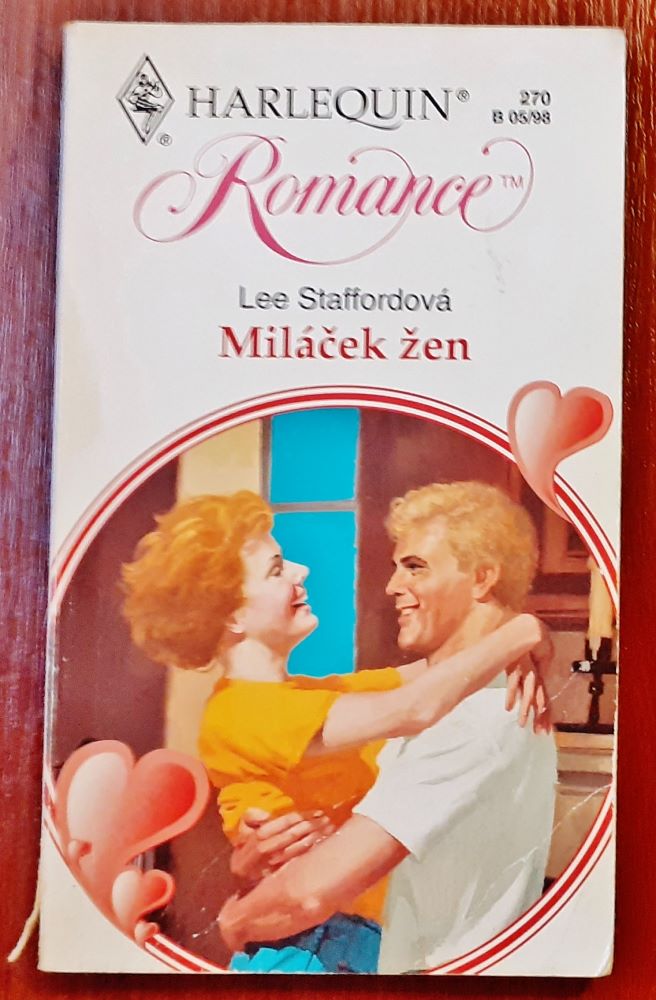 HARLEQUIN®
270
B 05/98
®
Romance™
Lee Staffordová
Miláček žen